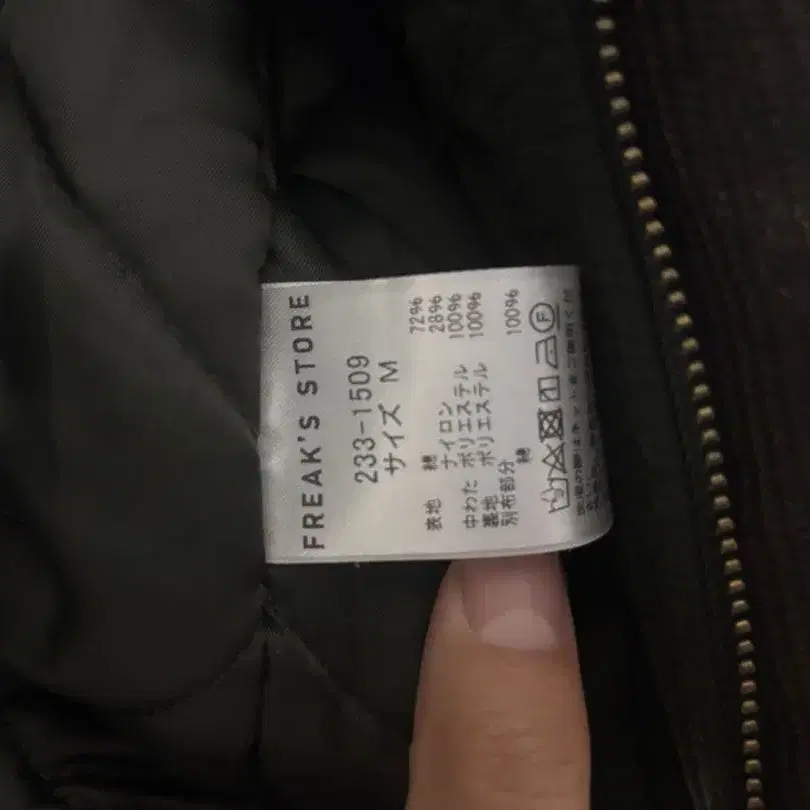 FREAK'S STORE
233-1509
サイズ M
表地 綿 72%
ナイロン 28%
中わた ポリエステル 100%
裏地 ポリエステル 100%
別布部分
綿 100%
F